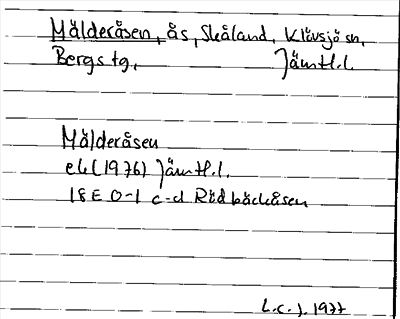 Mälderåsen, ås, Skåland, Klövsjö sn,
Bergs tg, Jämtl.l.
Mälderåsen
ek (1976) Jämtl.l.
18E 0-1 c-d Rödbäckåsen
L.C.J. 1977